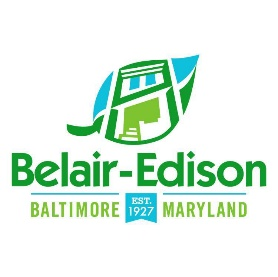 Belair-Edison
BALTIMORE EST. 1927 MARYLAND